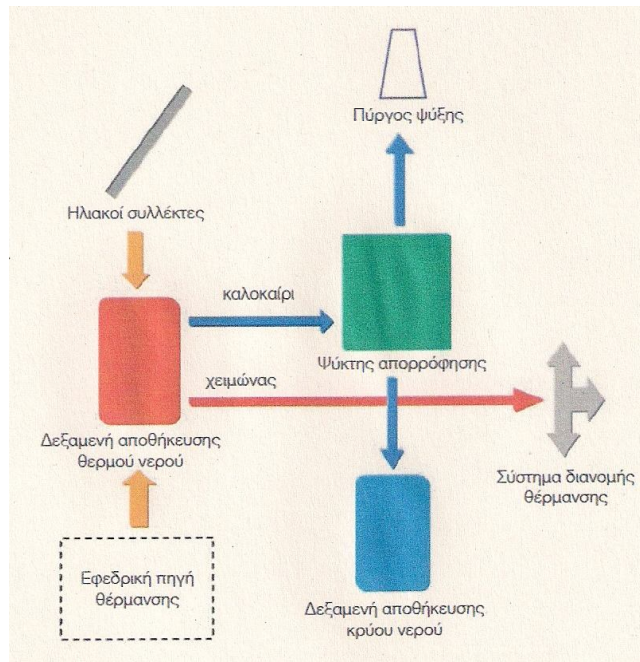 Πύργος ψύξης
Ηλιακοί συλλέκτες
καλοκαίρι
Ψύκτης απορρόφησης
χειμώνας
Δεξαμενή αποθήκευσης
θερμού νερού
Σύστημα διανομής
θέρμανσης
Εφεδρική πηγή
θέρμανσης
Δεξαμενή αποθήκευσης
κρύου νερού